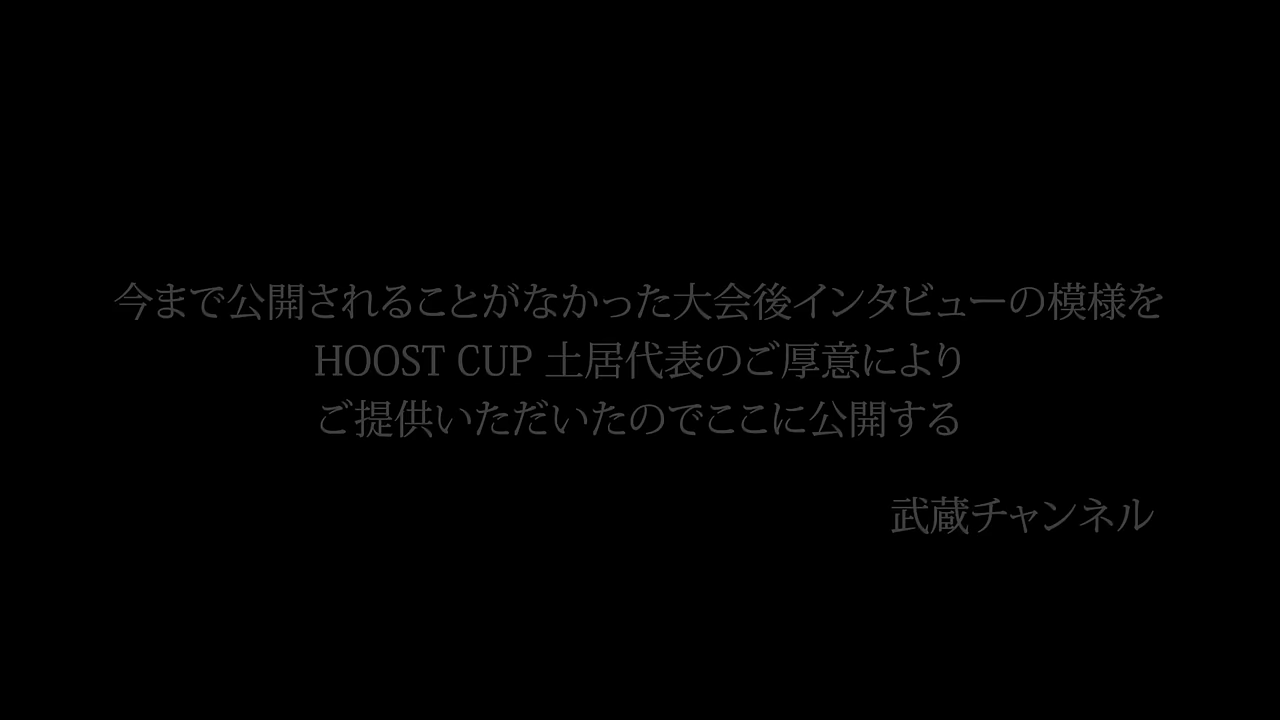 今まで公開されることがなかった大会後インタビューの模様を
HOOST CUP 土居代表のご厚意により
ご提供いただいたのでここに公開する
武蔵チャンネル